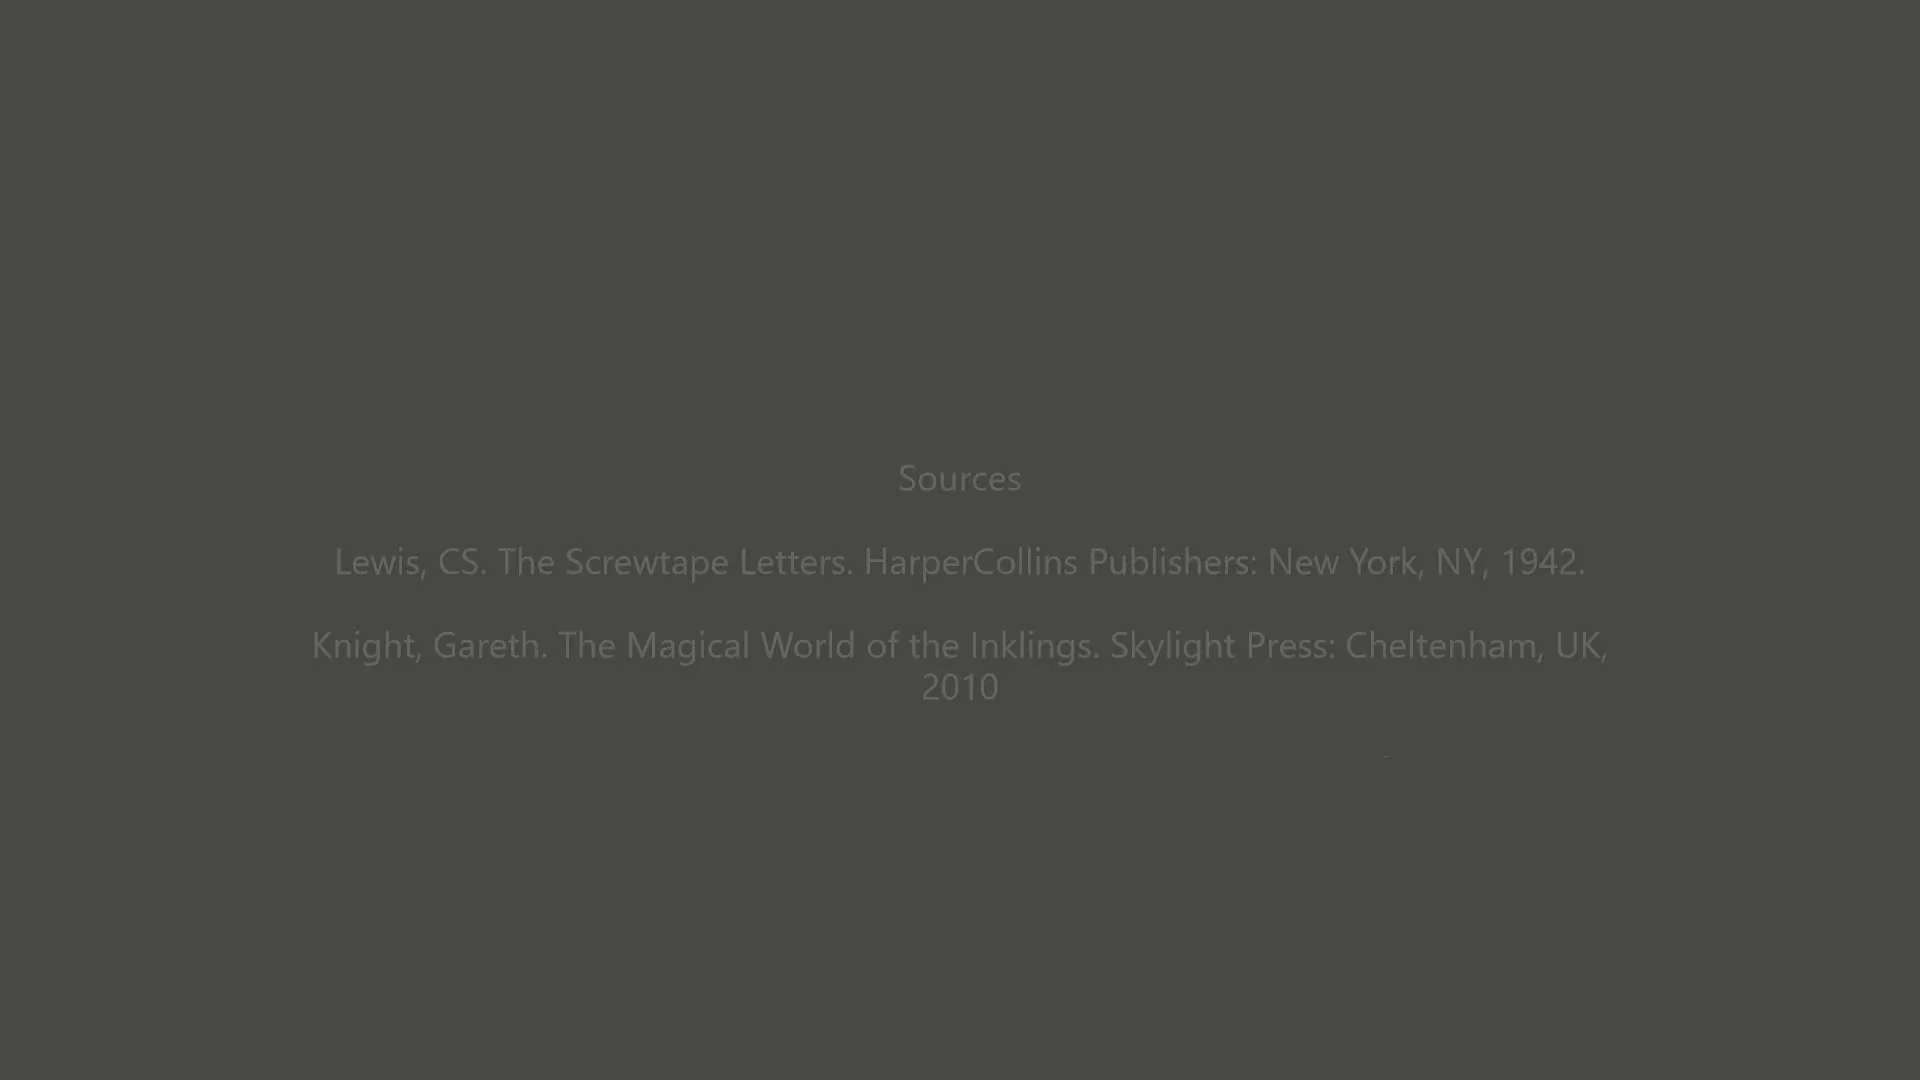 Sources
Lewis, CS. The Screwtape Letters. HarperCollins Publishers: New York, NY, 1942.
Knight, Gareth. The Magical World of the Inklings. Skylight Press: Cheltenham, UK,
2010